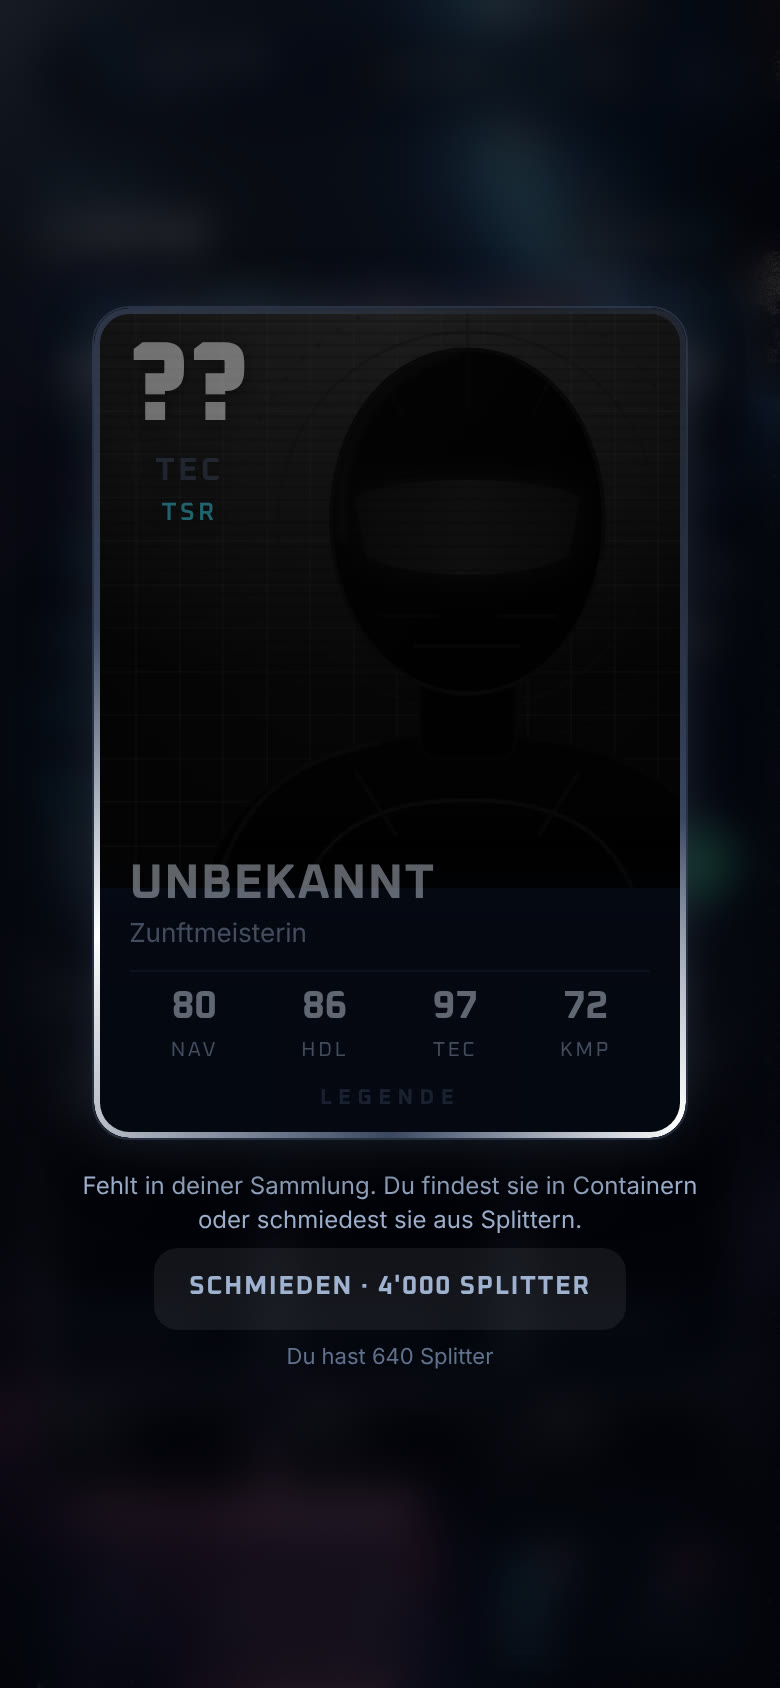 ??
TEC
TSR
UNBEKANNT
Zunftmeisterin
80 86 97 72
NAV HDL TEC KMP
LEGENDE
Fehlt in deiner Sammlung. Du findest sie in Containern
oder schmiedest sie aus Splittern.
SCHMIEDEN · 4'000 SPLITTER
Du hast 640 Splitter